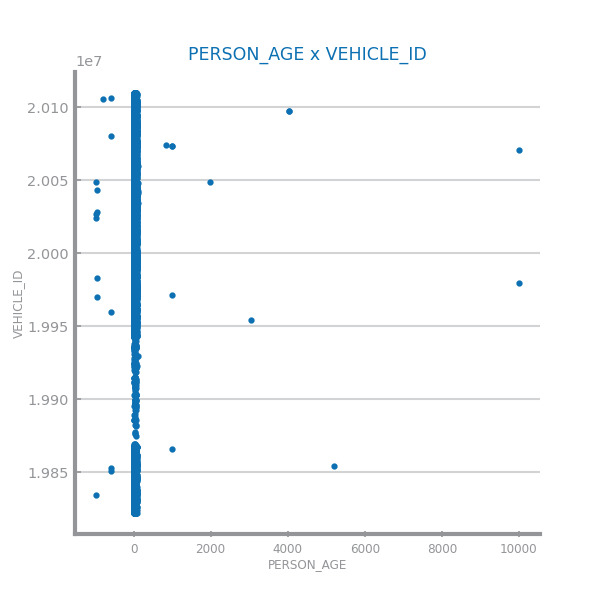 PERSON_AGE x VEHICLE_ID
1e7
2.010
2.005
2.000
1.995
1.990
1.985
VEHICLE_ID
0 2000 4000 6000 8000 10000
PERSON_AGE